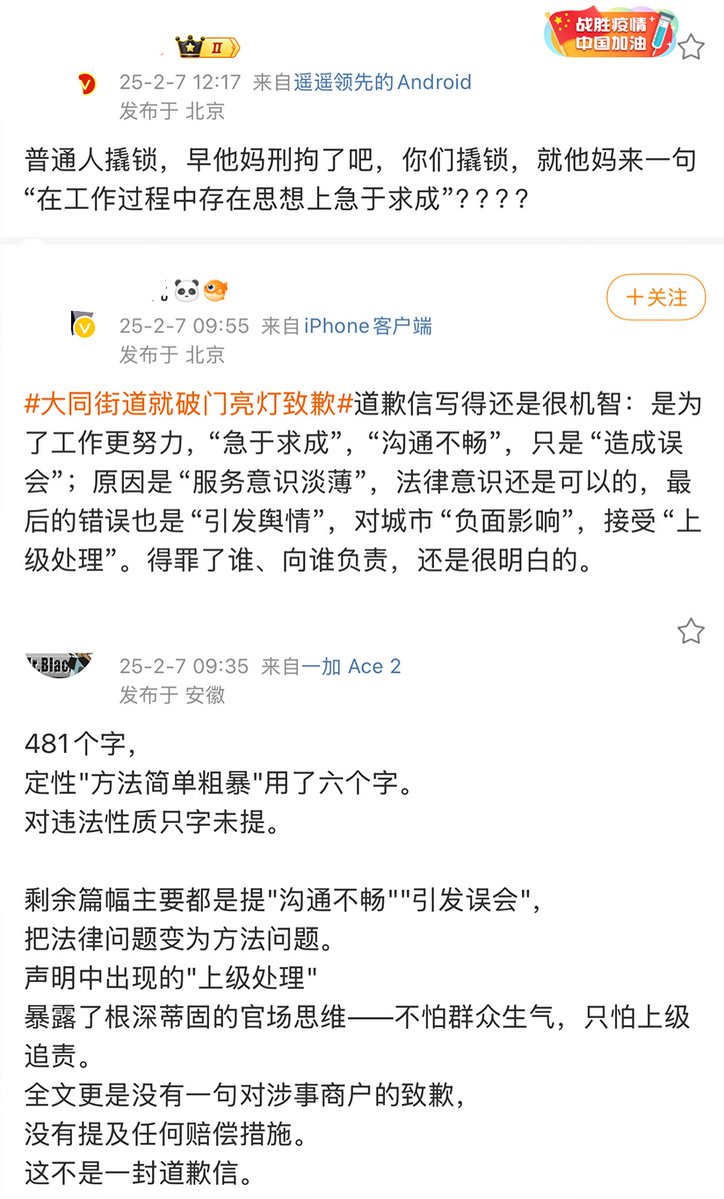 战胜疫情
中国加油
II
25-2-7 12:17 来自遥遥领先的Android
发布于 北京
普通人撬锁，早他妈刑拘了吧，你们撬锁，就他妈来一句
“在工作过程中存在思想上急于求成”？？？？
＋关注
25-2-7 09:55 来自iPhone客户端
发布于 北京
#大同街道就破门亮灯致歉#道歉信写得还是很机智：是为
了工作更努力，“急于求成”，“沟通不畅”，只是“造成误
会”；原因是“服务意识淡薄”，法律意识还是可以的，最
后的错误也是“引发舆情”，对城市“负面影响”，接受“上
级处理”。得罪了谁、向谁负责，还是很明白的。
25-2-7 09:35 来自一加 Ace 2
发布于 安徽
481个字，
定性"方法简单粗暴"用了六个字。
对违法性质只字未提。
剩余篇幅主要都是提"沟通不畅""引发误会"，
把法律问题变为方法问题。
声明中出现的"上级处理"
暴露了根深蒂固的官场思维——不怕群众生气，只怕上级
追责。
全文更是没有一句对涉事商户的致歉，
没有提及任何赔偿措施。
这不是一封道歉信。